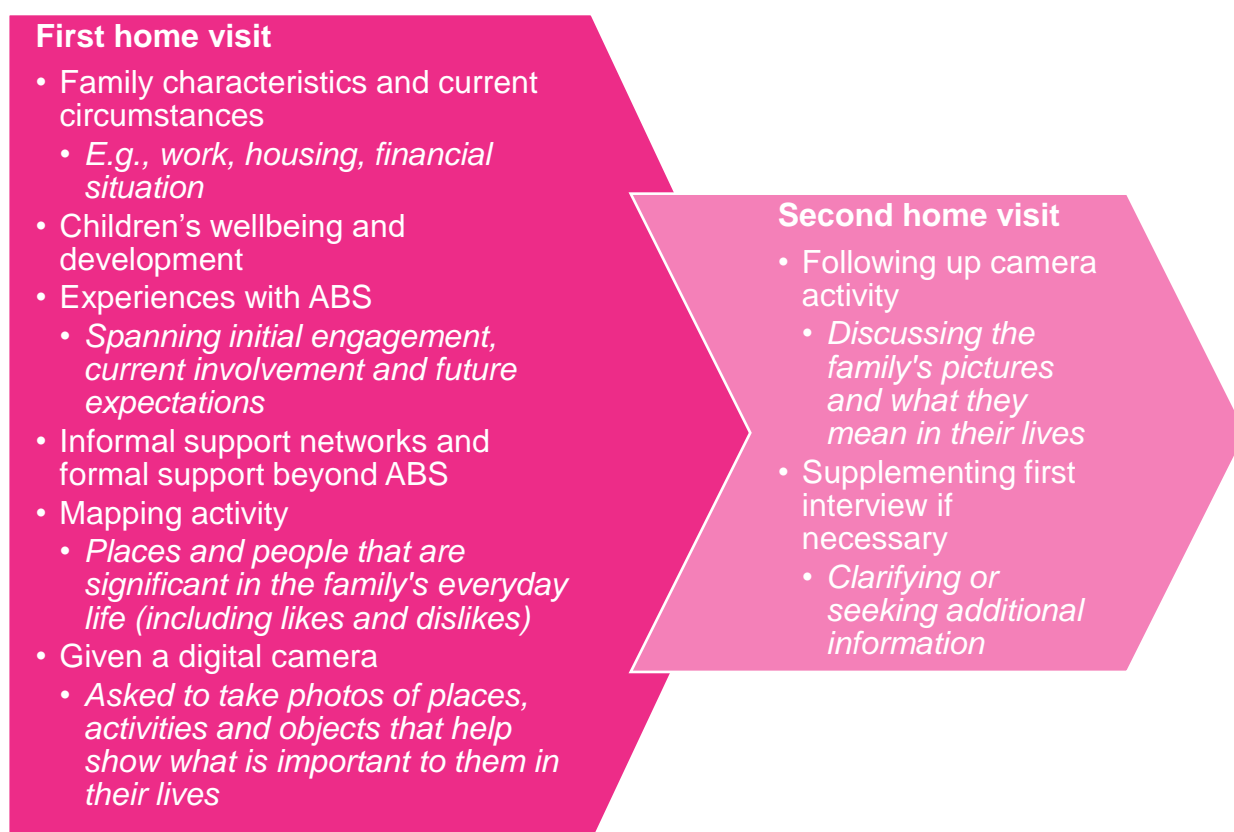 First home visit
• Family characteristics and current
circumstances
• E.g., work, housing, financial
situation
• Children’s wellbeing and
development
• Experiences with ABS
• Spanning initial engagement,
current involvement and future
expectations
• Informal support networks and
formal support beyond ABS
• Mapping activity
• Places and people that are
significant in the family's everyday
life (including likes and dislikes)
• Given a digital camera
• Asked to take photos of places,
activities and objects that help
show what is important to them in
their lives
Second home visit
• Following up camera
activity
• Discussing the
family's pictures
and what they
mean in their lives
• Supplementing first
interview if
necessary
• Clarifying or
seeking additional
information